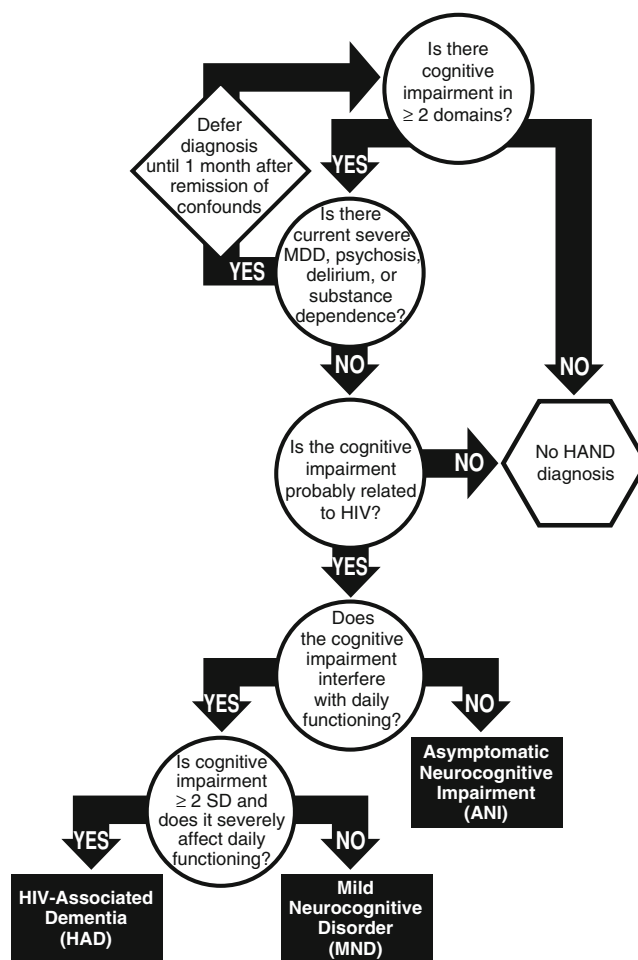 Is there
cognitive
impairment in
≥ 2 domains?
Defer
diagnosis
until 1 month after
remission of
confounds
YES
Is there
current severe
MDD, psychosis,
delirium, or
substance
dependence?
YES
NO
NO
Is the cognitive
impairment
probably related
to HIV?
NO
No HAND
diagnosis
YES
Does
the cognitive
impairment
interfere
with daily
functioning?
YES
NO
Is cognitive
impairment
≥ 2 SD and
does it severely
affect daily
functioning?
Asymptomatic
Neurocognitive
Impairment
(ANI)
YES
NO
HIV-Associated
Dementia
(HAD)
Mild
Neurocognitive
Disorder
(MND)